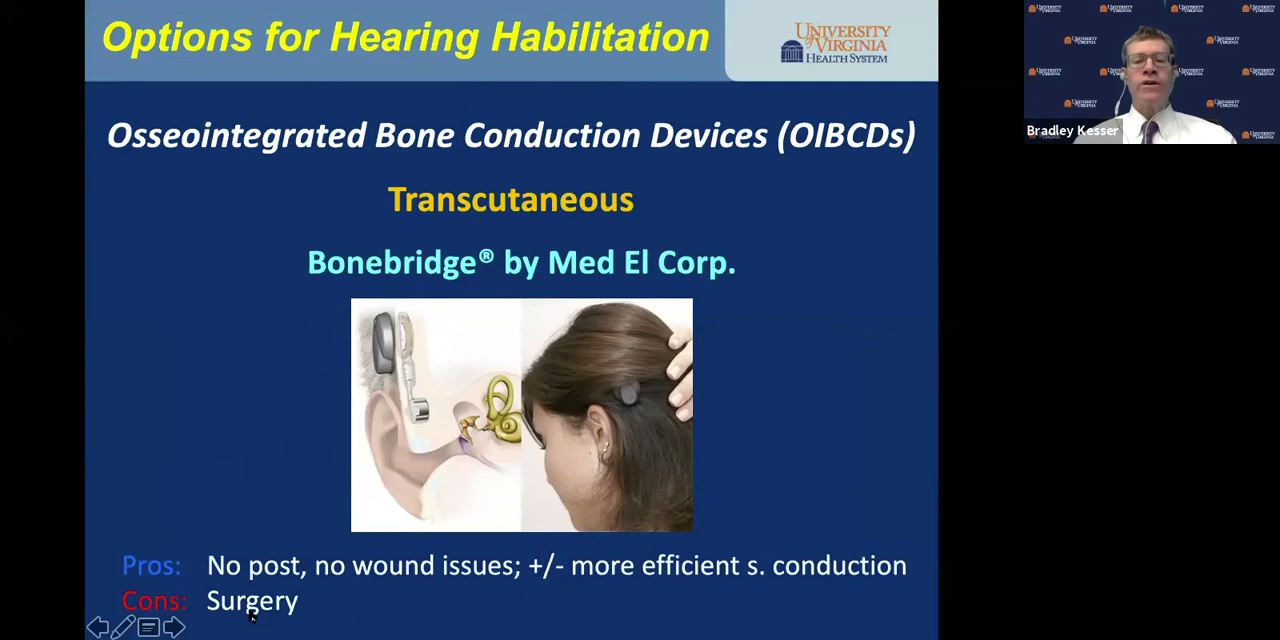 Options for Hearing Habilitation
UNIVERSITY
of VIRGINIA
HEALTH SYSTEM
Osseointegrated Bone Conduction Devices (OIBCDs)
Transcutaneous
Bonebridge® by Med El Corp.
Pros: No post, no wound issues; +/- more efficient s. conduction
Cons: Surgery
Bradley Kesser